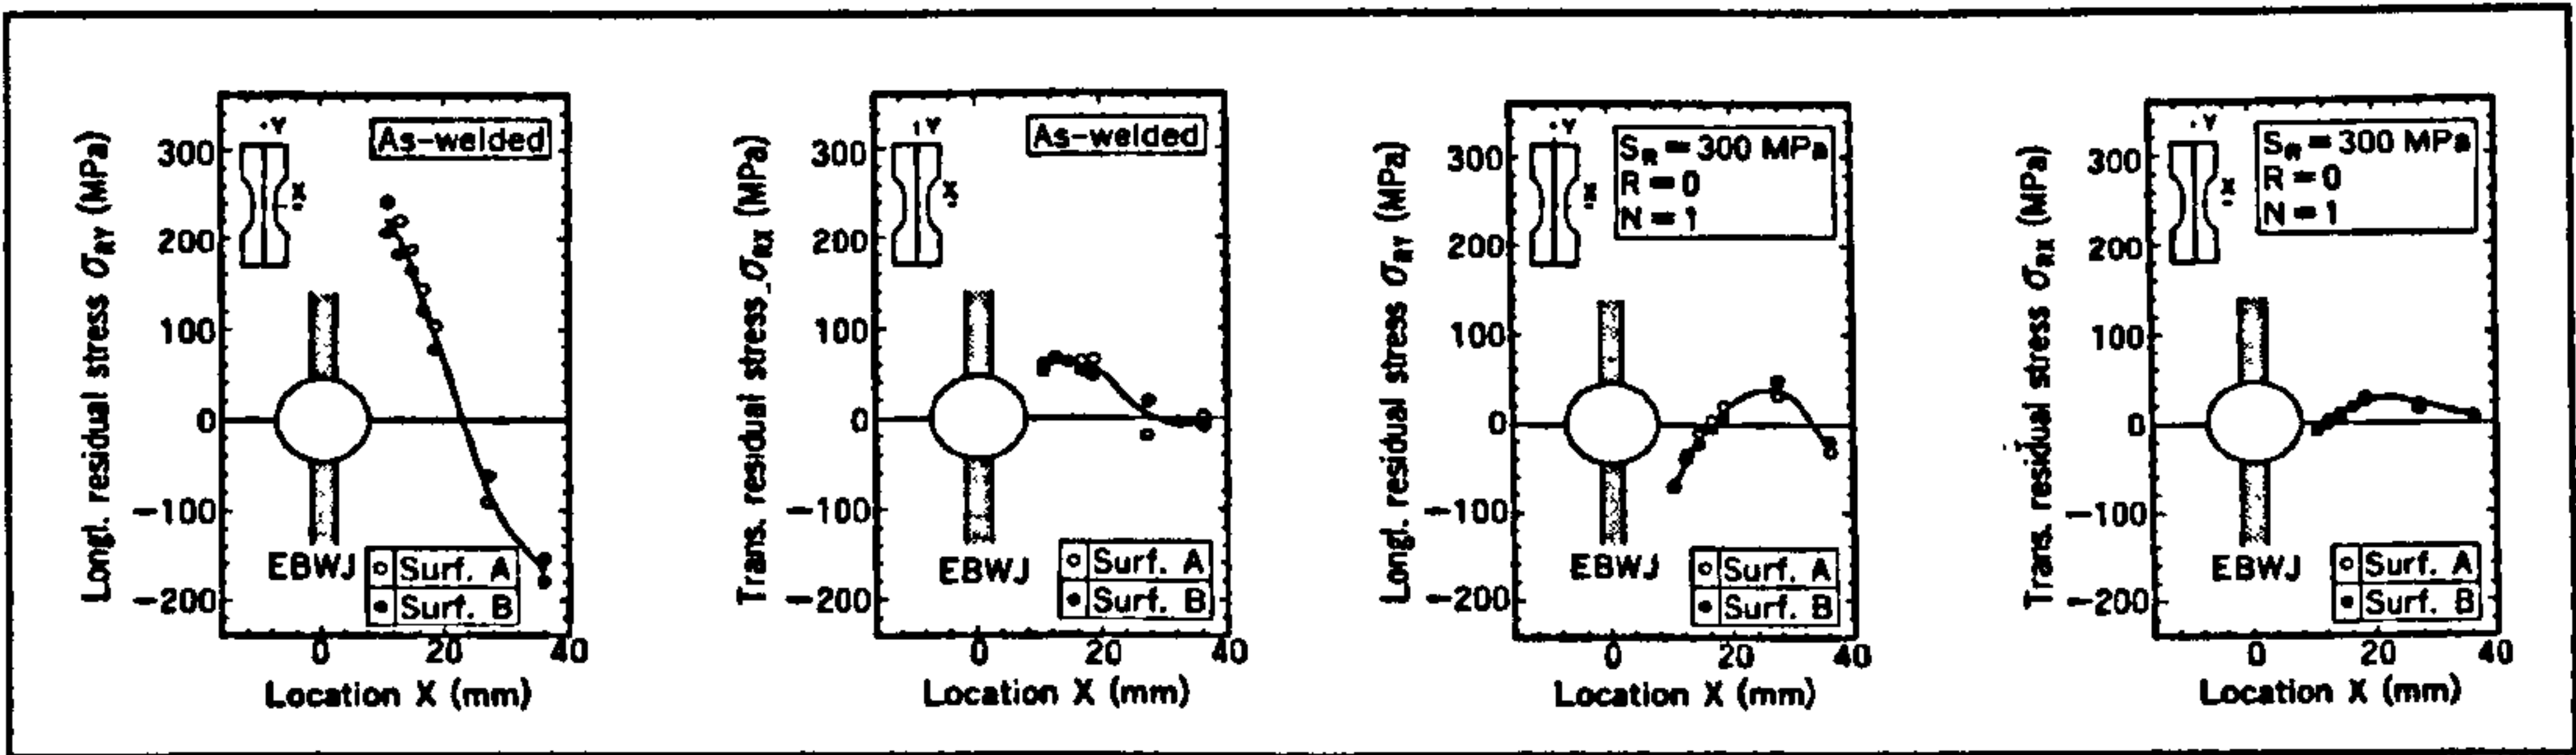 Longl. residual stress σRY (MPa)
300
200
100
0
−100
−200
Y
X
As-welded
EBWJ
Surf. A
Surf. B
0 20 40
Location X (mm)
Trans. residual stress σRX (MPa)
300
200
100
0
−100
−200
Y
X
As-welded
EBWJ
Surf. A
Surf. B
0 20 40
Location X (mm)
Longl. residual stress σRY (MPa)
300
200
100
0
−100
−200
Y
X
SR = 300 MPa
R = 0
N = 1
EBWJ
Surf. A
Surf. B
0 20 40
Location X (mm)
Trans. residual stress σRX (MPa)
300
200
100
0
−100
−200
Y
X
SR = 300 MPa
R = 0
N = 1
EBWJ
Surf. A
Surf. B
0 20 40
Location X (mm)